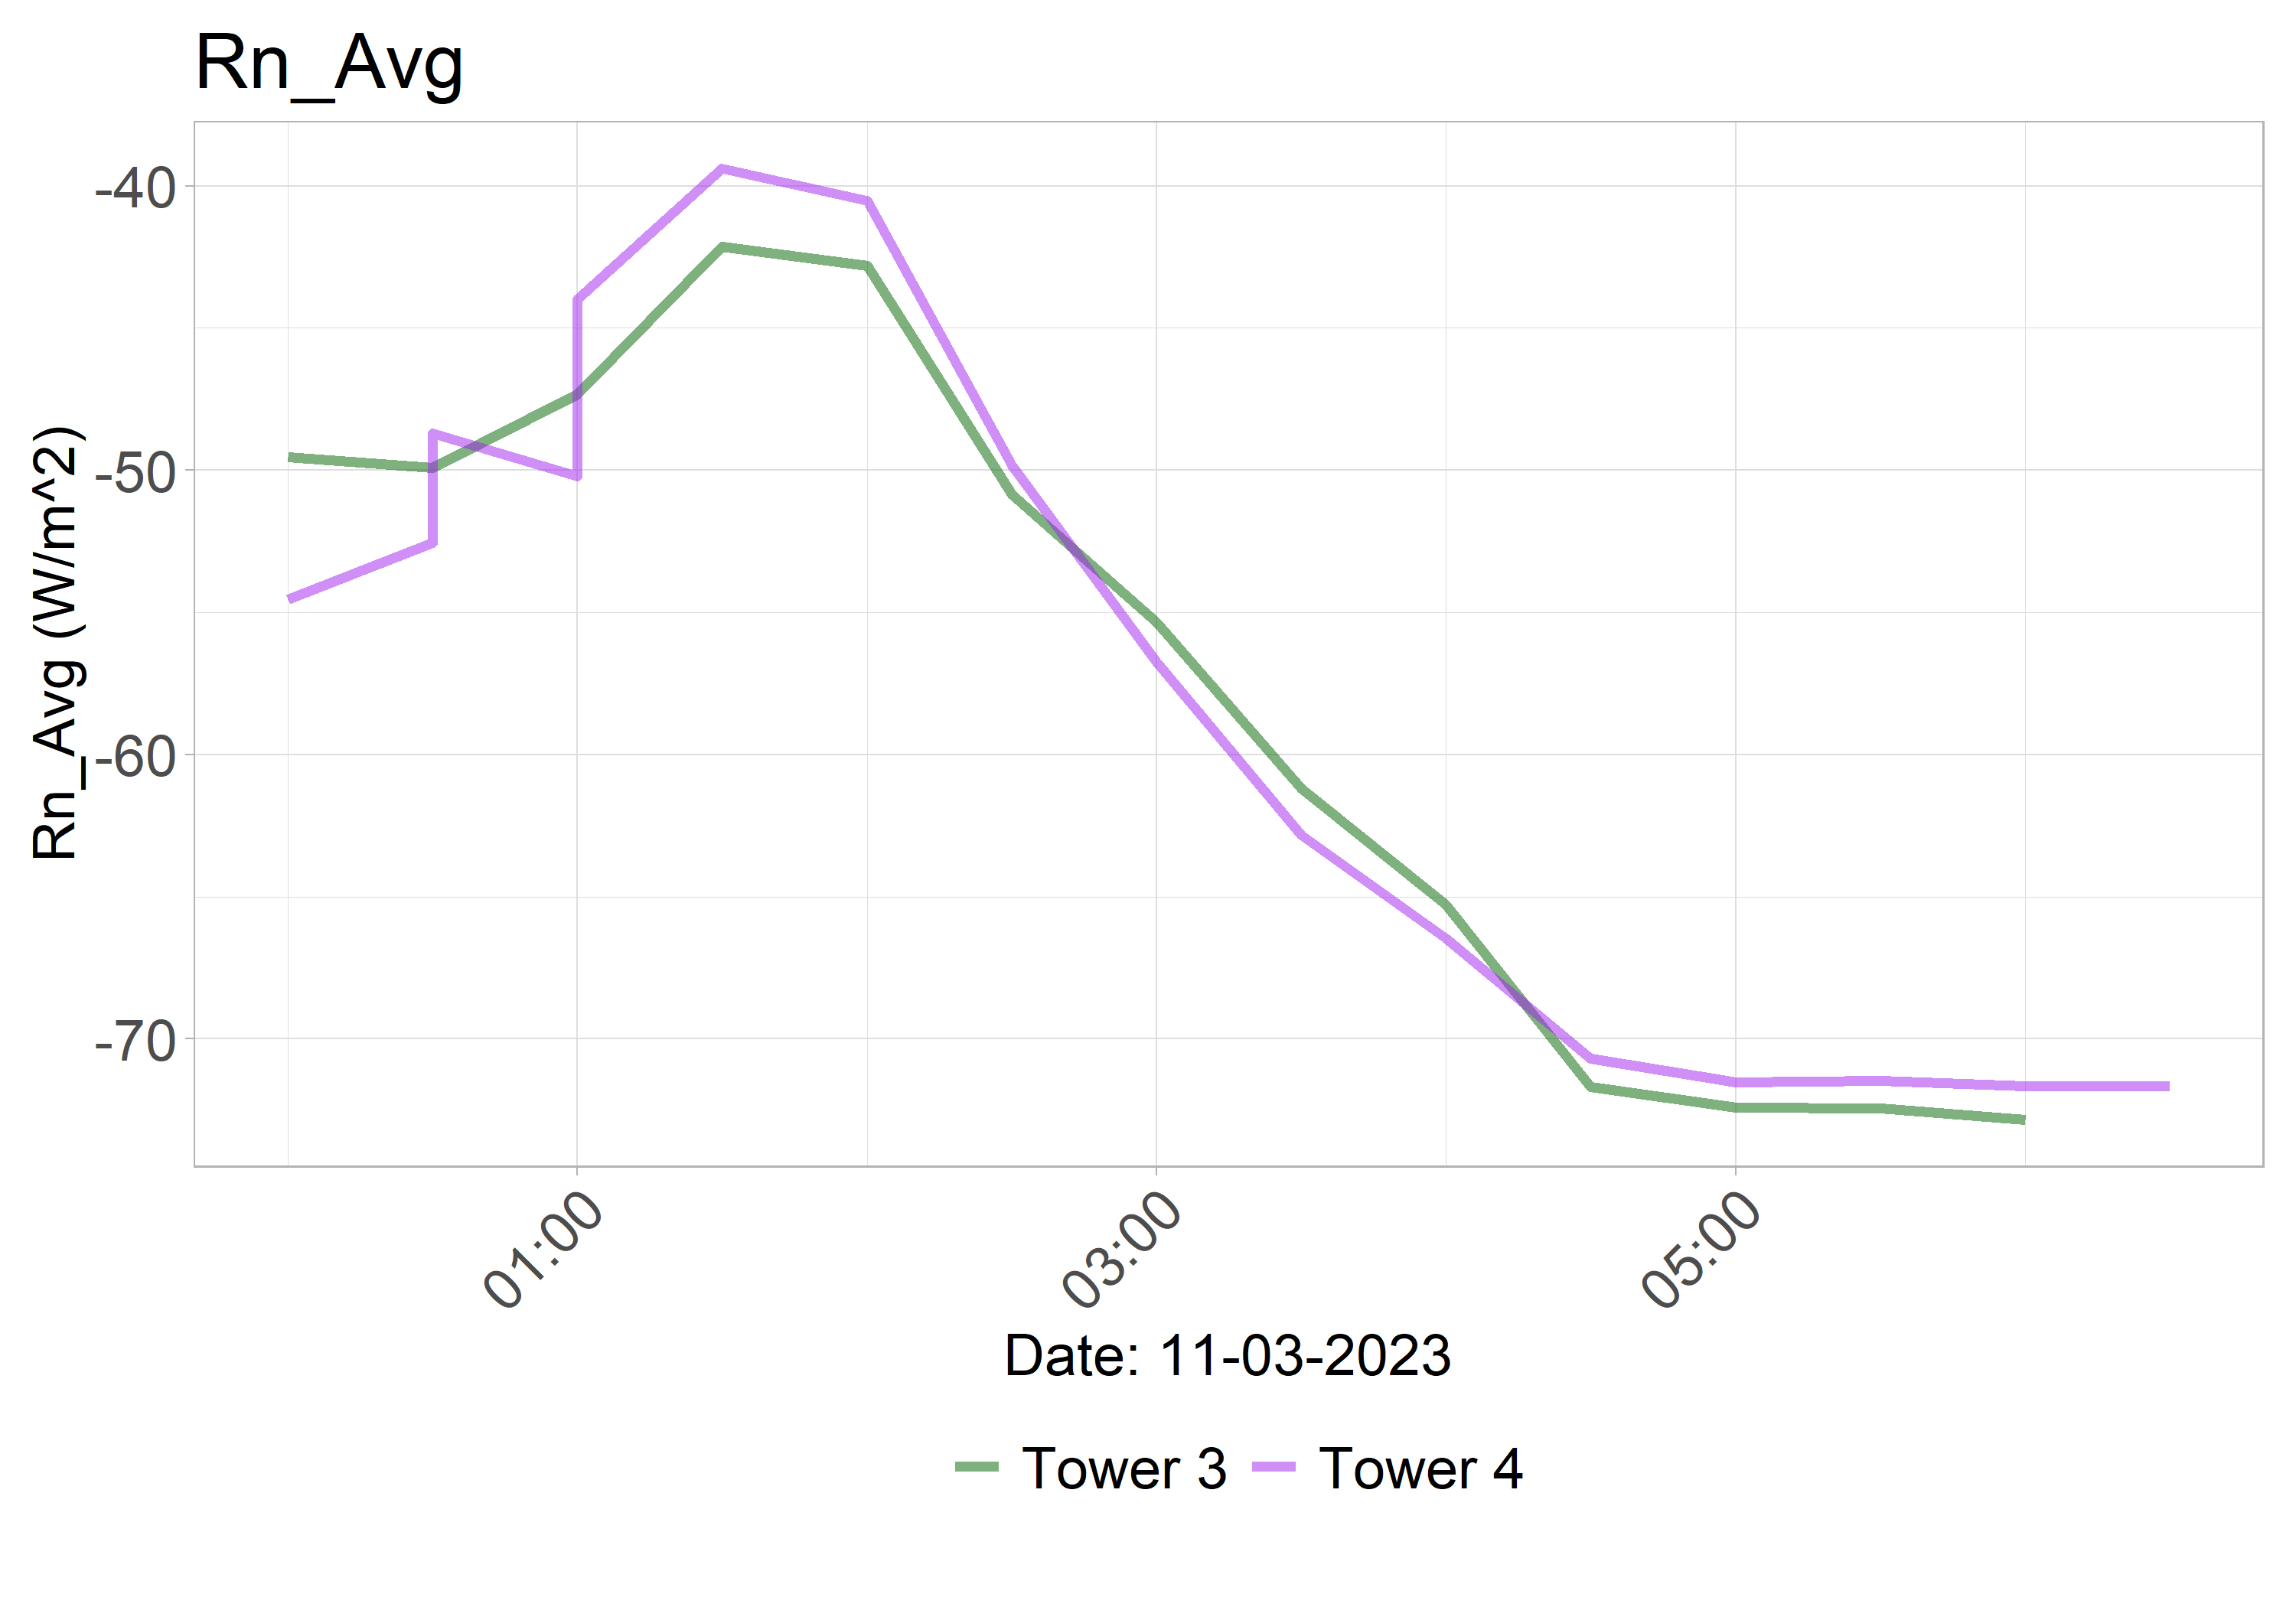 Rn_Avg
Rn_Avg (W/m^2)
-40
-50
-60
-70
01:00
03:00
05:00
Date: 11-03-2023
Tower 3
Tower 4